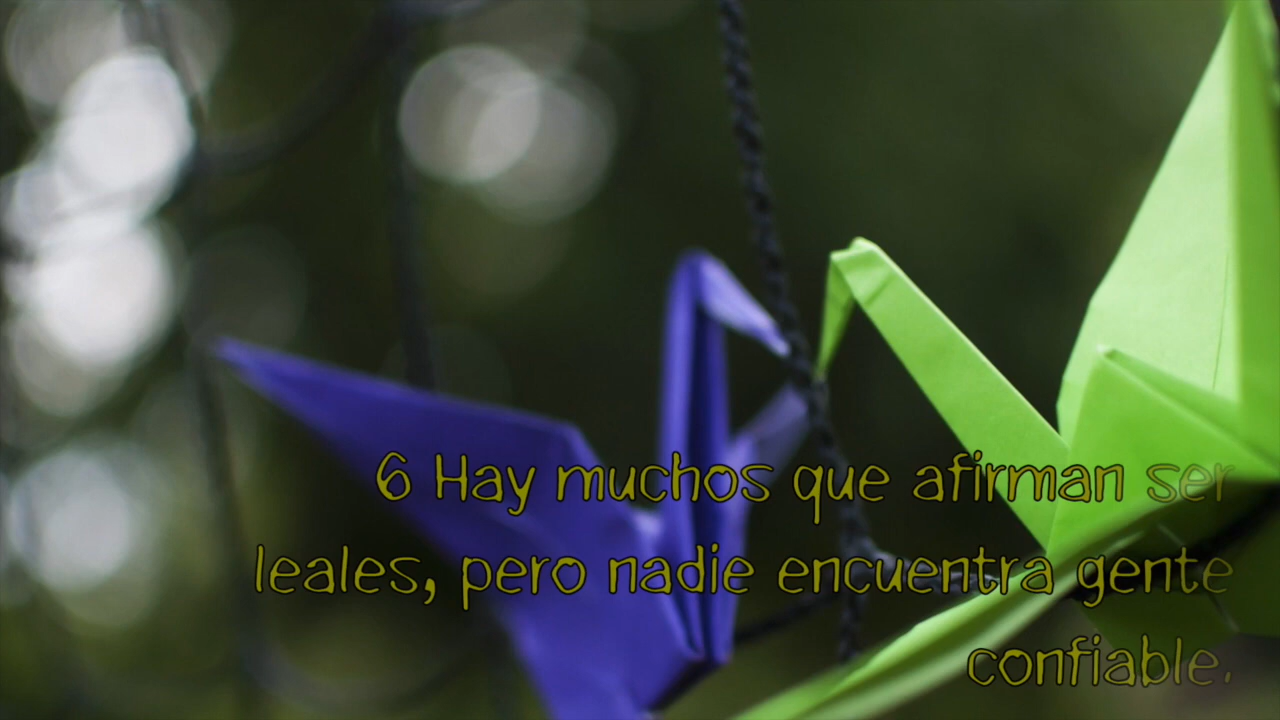 6 Hay muchos que afirman ser
leales, pero nadie encuentra gente
confiable.